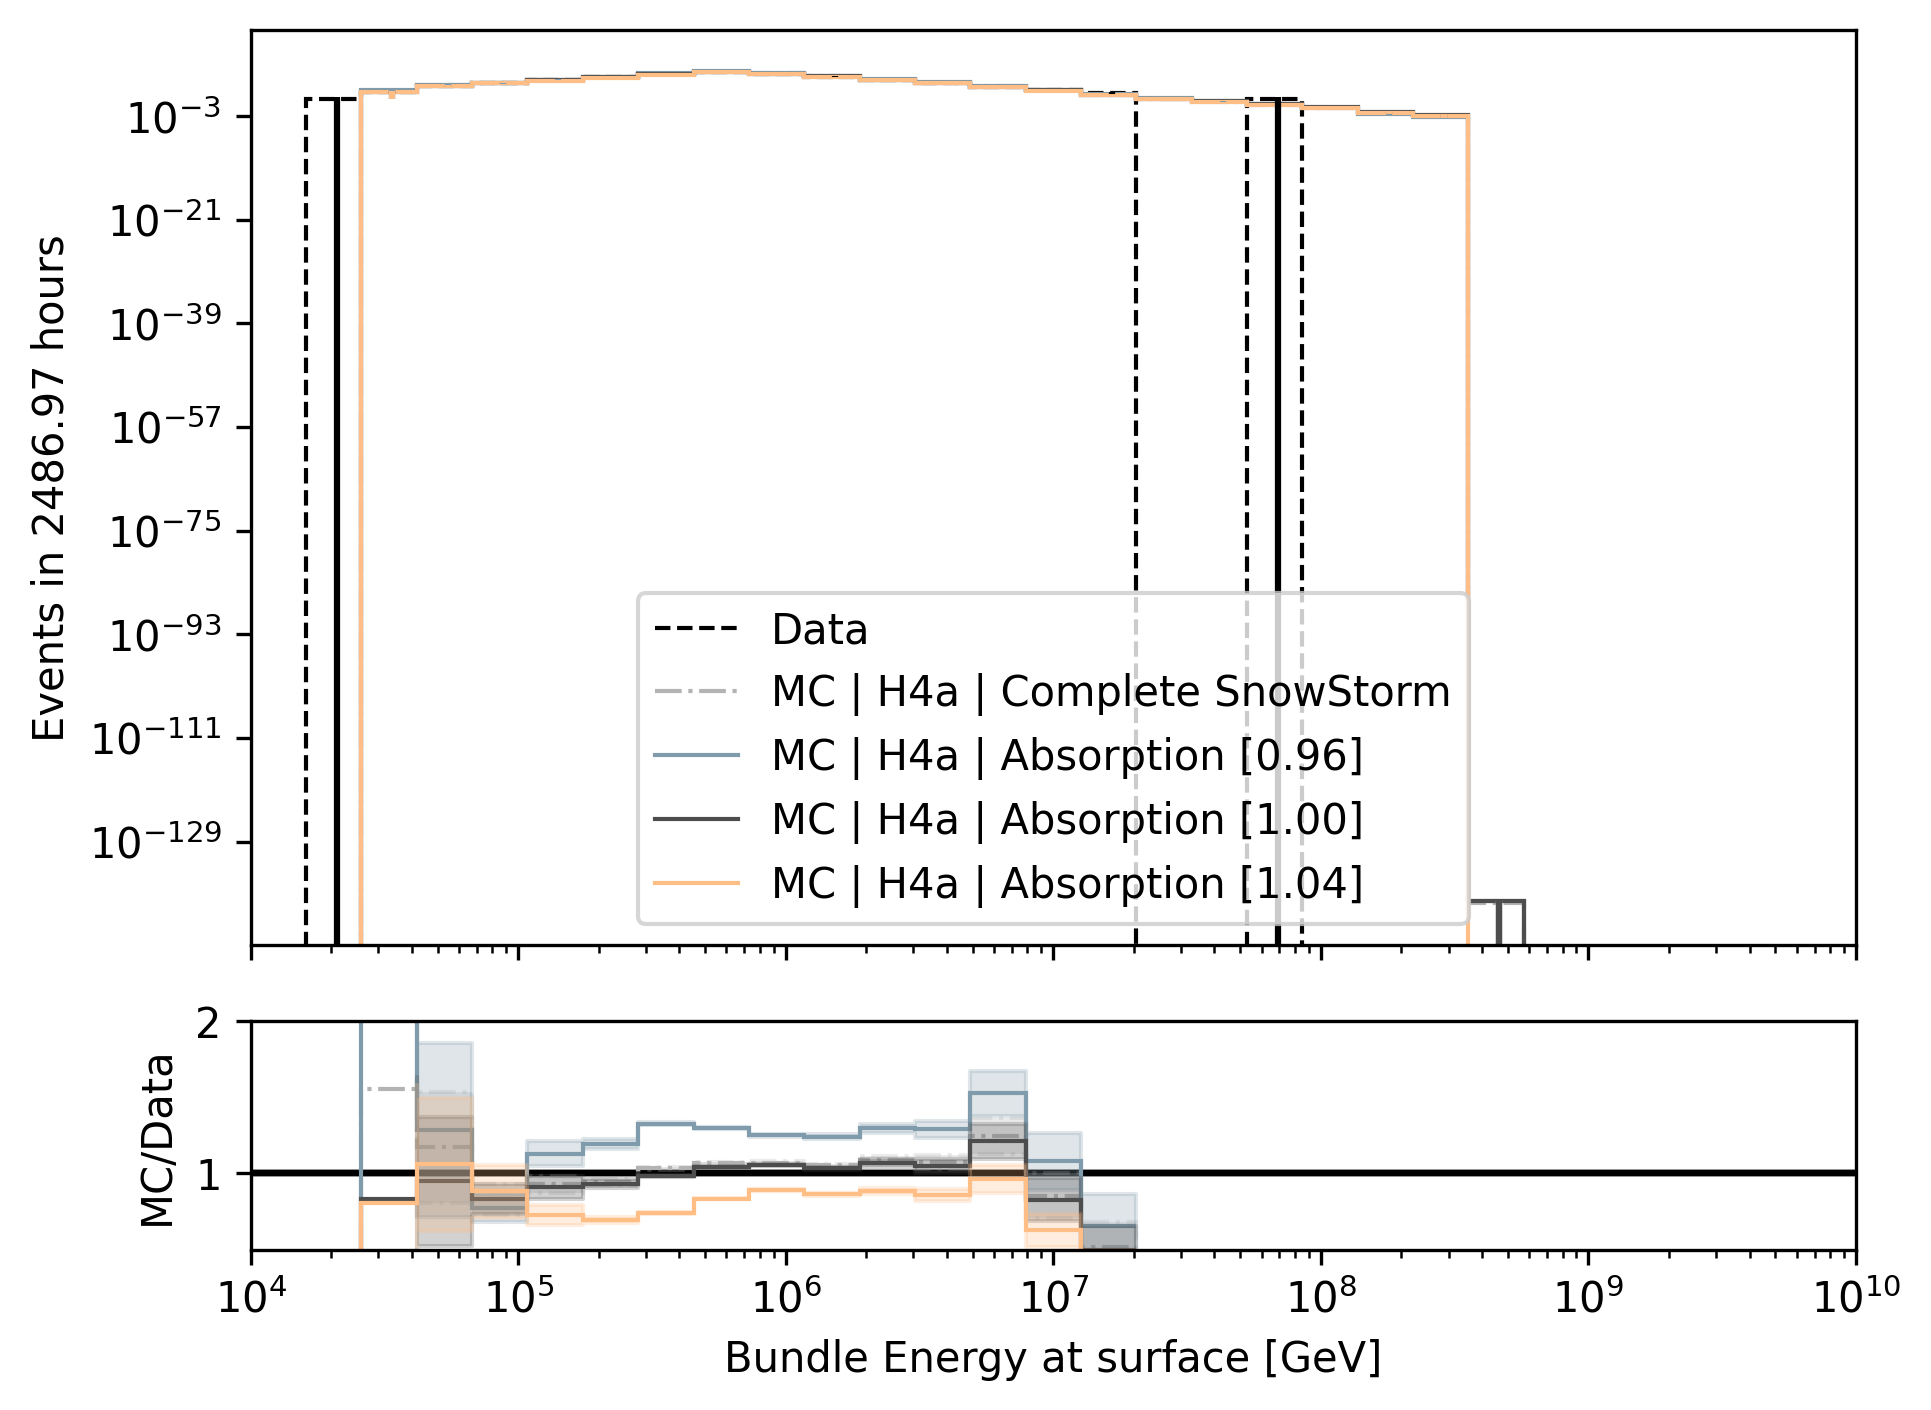 Events in 2486.97 hours
10^-3
10^-21
10^-39
10^-57
10^-75
10^-93
10^-111
10^-129
Data
MC | H4a | Complete SnowStorm
MC | H4a | Absorption [0.96]
MC | H4a | Absorption [1.00]
MC | H4a | Absorption [1.04]
MC/Data
2
1
10^4 10^5 10^6 10^7 10^8 10^9 10^10
Bundle Energy at surface [GeV]